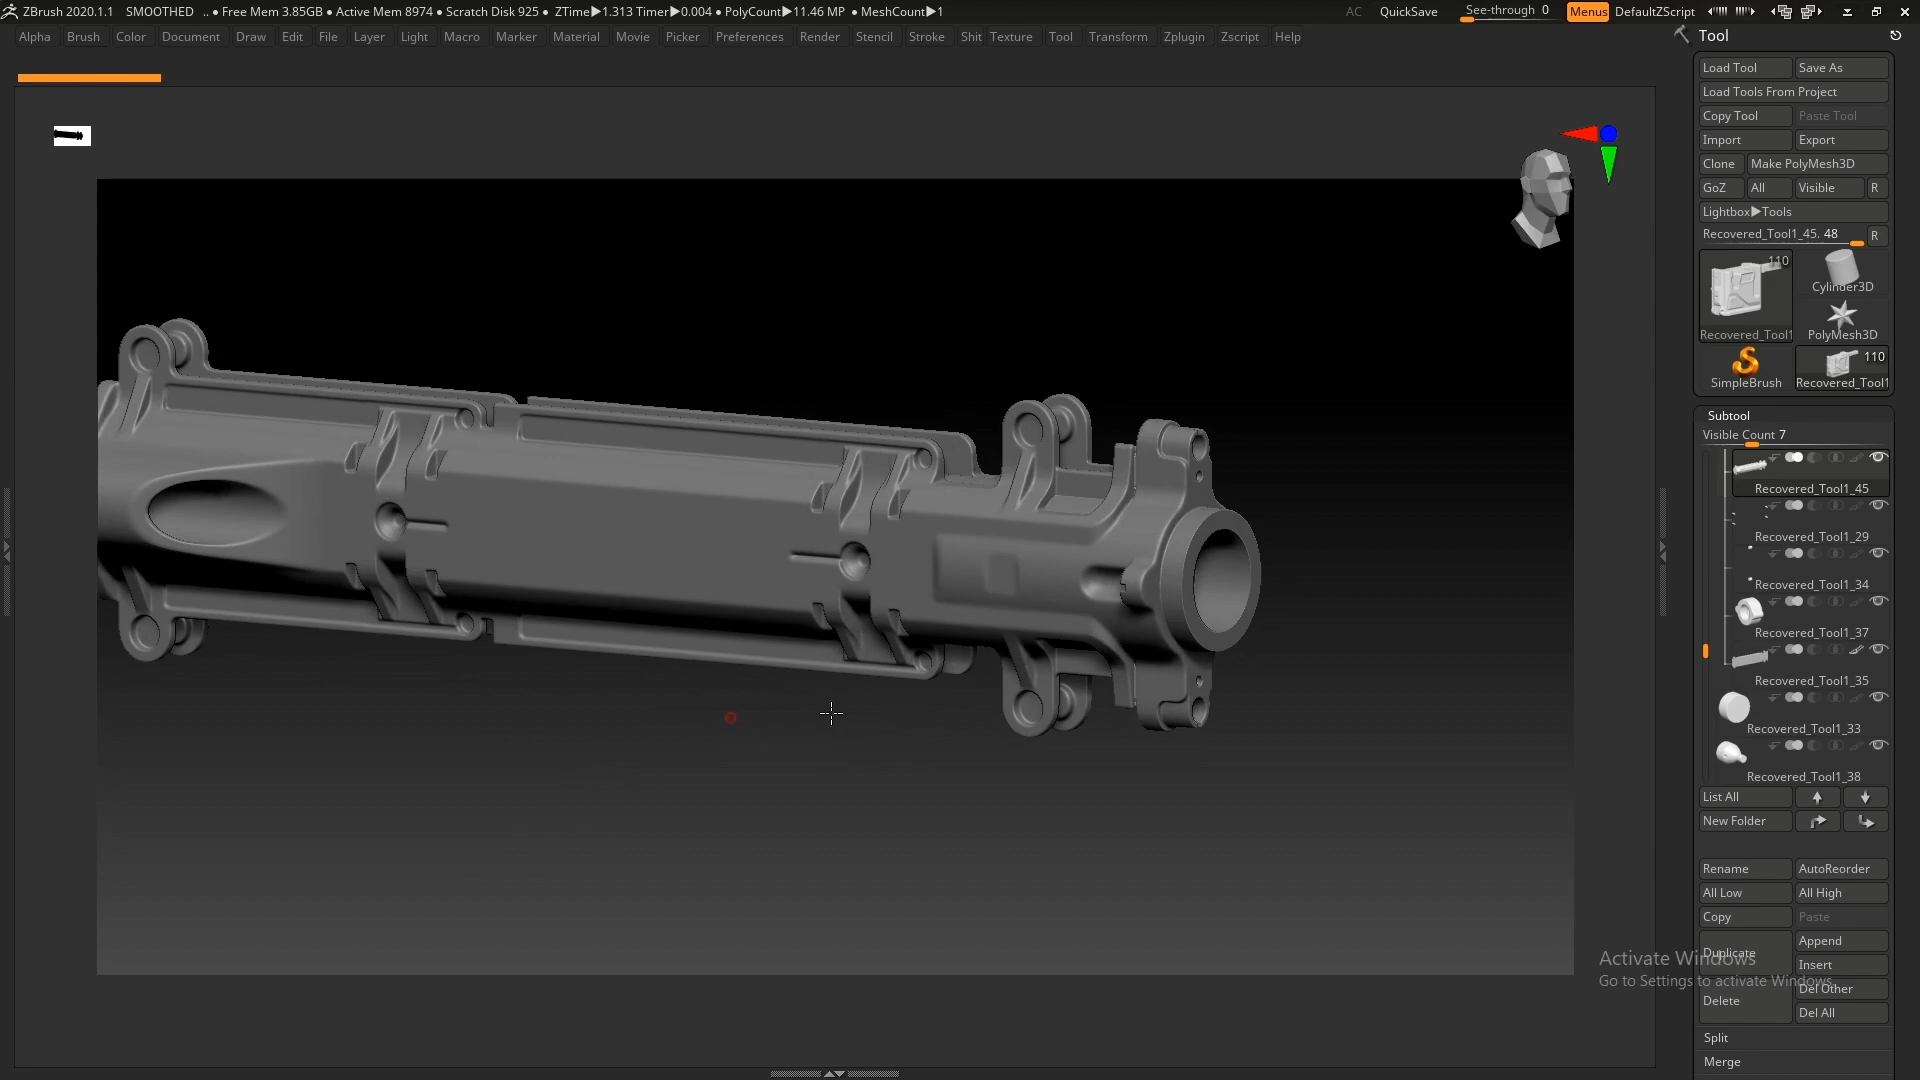 ZBrush 2020.1.1 SMOOTHED .. • Free Mem 3.85GB • Active Mem 8974 • Scratch Disk 925 • ZTime▶1.313 Timer▶0.004 • PolyCount▶11.46 MP • MeshCount▶1 AC QuickSave See-through 0 Menus DefaultZScript
Alpha Brush Color Document Draw Edit File Layer Light Macro Marker Material Movie Picker Preferences Render Stencil Stroke Shit Texture Tool Transform Zplugin Zscript Help
Tool
Load Tool Save As
Load Tools From Project
Copy Tool Paste Tool
Import Export
Clone Make PolyMesh3D
GoZ All Visible R
Lightbox▶Tools
Recovered_Tool1_45. 48 R
110
Cylinder3D
Recovered_Tool1 PolyMesh3D
110
SimpleBrush Recovered_Tool1
Subtool
Visible Count 7
Recovered_Tool1_45
Recovered_Tool1_29
Recovered_Tool1_34
Recovered_Tool1_37
Recovered_Tool1_35
Recovered_Tool1_33
Recovered_Tool1_38
List All
New Folder
Rename AutoReorder
All Low All High
Copy Paste
Duplicate Append
Insert
Delete Del Other
Del All
Split
Merge
Activate Windows
Go to Settings to activate Windows.